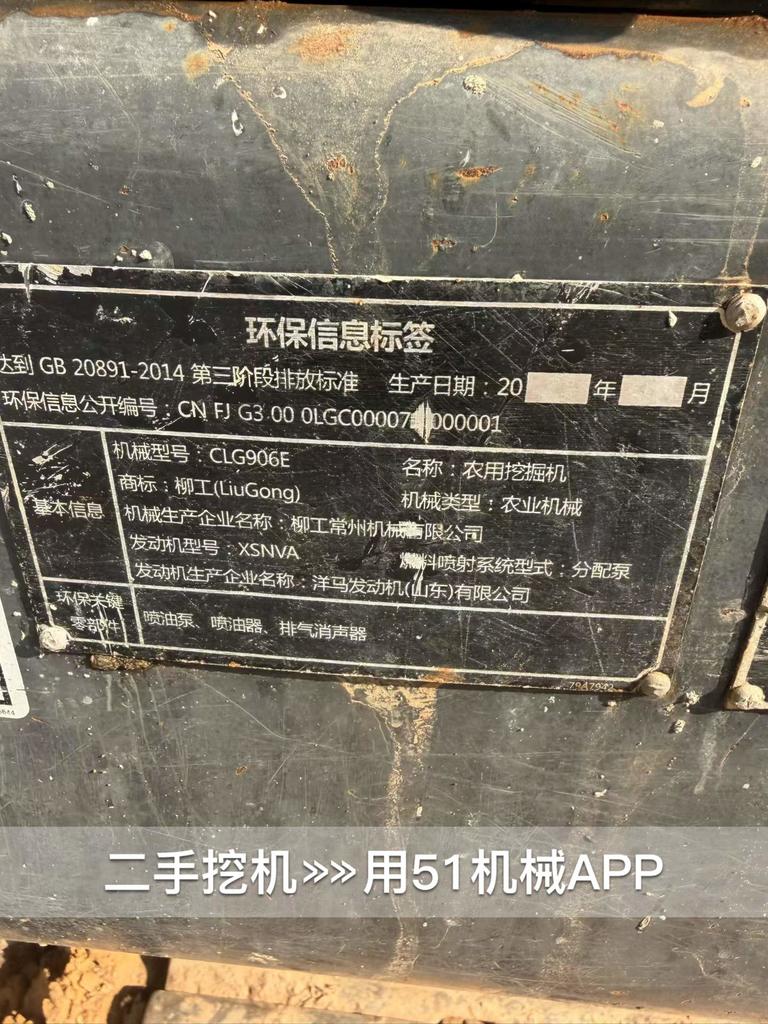 环保信息标签
达到 GB 20891-2014 第三阶段排放标准 生产日期：20 年 月
环保信息公开编号：CN FJ G3 00 0LGC00007 000001
机械型号：CLG906E 名称：农用挖掘机
商标：柳工(LiuGong) 机械类型：农业机械
基本信息
机械生产企业名称：柳工常州机械有限公司
发动机型号：XSNVA 燃料喷射系统型式：分配泵
发动机生产企业名称：洋马发动机(山东)有限公司
环保关键
零部件
喷油泵、喷油器、排气消声器
二手挖机»»用51机械APP